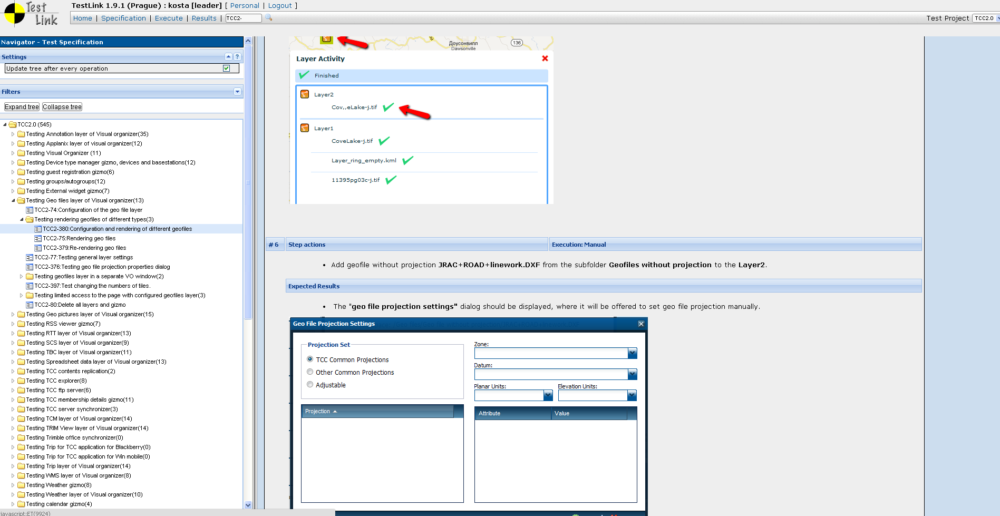 Test Link
TestLink 1.9.1 (Prague) : kosta [leader] [ Personal | Logout ]
Home | Specification | Execute | Results | TCC2-
Test Project TCC2.0
Navigator - Test Specification
Settings
?
Update tree after every operation
Filters
Expand tree Collapse tree
TCC2.0 (545)
Testing Annotation layer of Visual organizer(35)
Testing Applanix layer of visual organizer(12)
Testing Visual Organizer (11)
Testing Device type manager gizmo, devices and basestations(12)
Testing guest registration gizmo(6)
Testing groups/autogroups(12)
Testing External widget gizmo(7)
Testing Geo files layer of Visual organizer(13)
TCC2-74:Configuration of the geo file layer
Testing rendering geofiles of different types(3)
TCC2-380:Configuration and rendering of different geofiles
TCC2-75:Rendering geo files
TCC2-379:Re-rendering geo files
TCC2-77:Testing general layer settings
TCC2-376:Testing geo file projection properties dialog
Testing geofiles layer in a separate VO window(2)
TCC2-397:Test changing the numbers of tiles.
Testing limited access to the page with configured geofiles layer(3)
TCC2-80:Delete all layers and gizmo
Testing Geo pictures layer of Visual organizer(15)
Testing RSS viewer gizmo(7)
Testing RTT layer of Visual organizer(13)
Testing SCS layer of Visual organizer(9)
Testing TBC layer of Visual organizer(11)
Testing Spreadsheet data layer of Visual organizer(13)
Testing TCC contents replication(2)
Testing TCC explorer(8)
Testing TCC ftp server(6)
Testing TCC membership details gizmo(11)
Testing TCC server synchronizer(3)
Testing TCM layer of Visual organizer(14)
Testing TRIM View layer of Visual organizer(14)
Testing Trimble office synchronizer(0)
Testing Trip for TCC application for Blackberry(0)
Testing Trip for TCC application for Win mobile(0)
Testing Trip layer of Visual organizer(14)
Testing WMS layer of Visual organizer(8)
Testing Weather gizmo(8)
Testing Weather layer of Visual organizer(10)
Testing calendar gizmo(4)
javascript:ET(9924)
Доусонвилл
Dawsonville
136
Layer Activity
Finished
Layer2
Cov,,eLake-j.tif
Layer1
CoveLake-j.tif
Layer_ring_empty.kml
11395pg03c-j.tif
# 6 Step actions Execution: Manual
• Add geofile without projection JRAC+ROAD+linework.DXF from the subfolder Geofiles without projection to the Layer2.
Expected Results
• The "geo file projection settings" dialog should be displayed, where it will be offered to set geo file projection manually.
Geo File Projection Settings
Projection Set
TCC Common Projections
Other Common Projections
Adjustable
Zone:
Datum:
Planar Units: Elevation Units:
Projection
Attribute Value